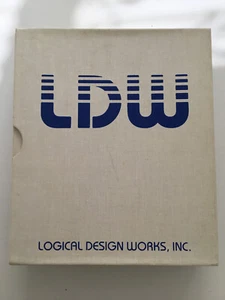 LDW
LOGICAL DESIGN WORKS, INC.